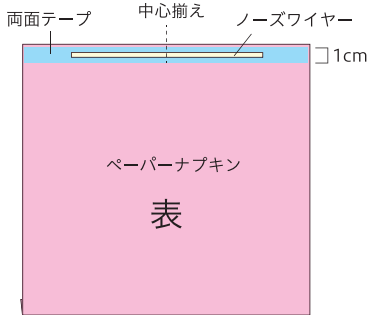 両面テープ
中心揃え
ノーズワイヤー
1cm
ペーパーナプキン
表